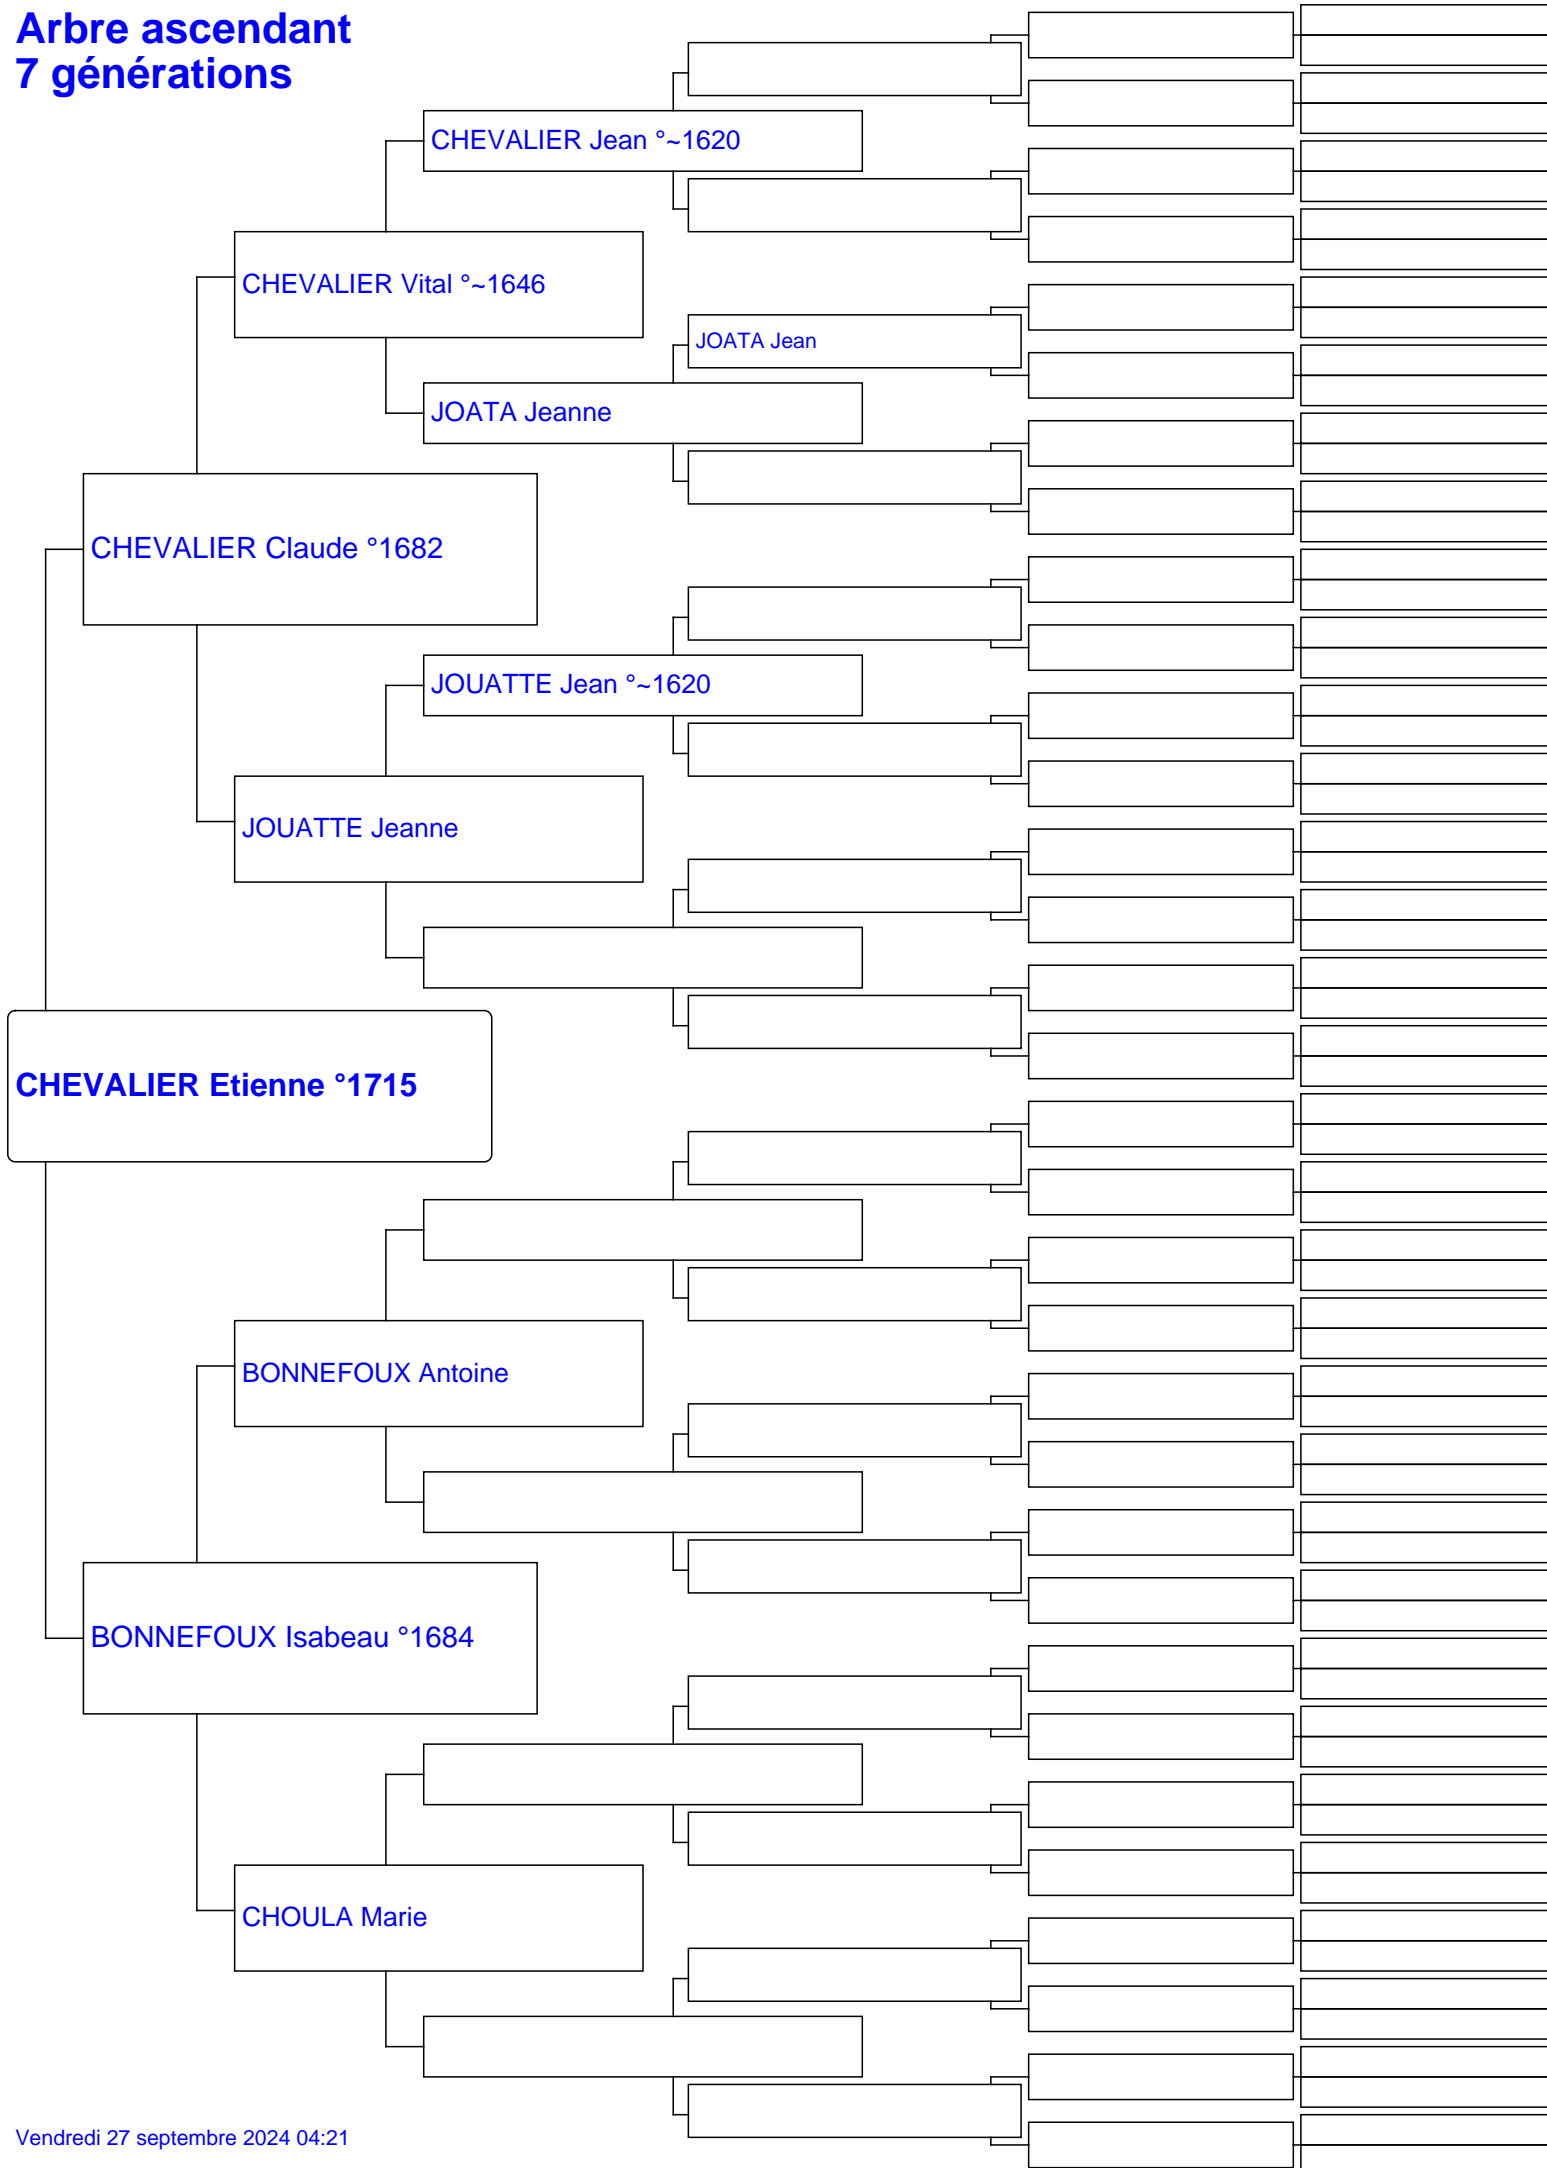 Arbre ascendant
7 générations
CHEVALIER Jean °~1620
CHEVALIER Vital °~1646
JOATA Jean
JOATA Jeanne
CHEVALIER Claude °1682
JOUATTE Jean °~1620
JOUATTE Jeanne
CHEVALIER Etienne °1715
BONNEFOUX Antoine
BONNEFOUX Isabeau °1684
CHOULA Marie
Vendredi 27 septembre 2024 04:21